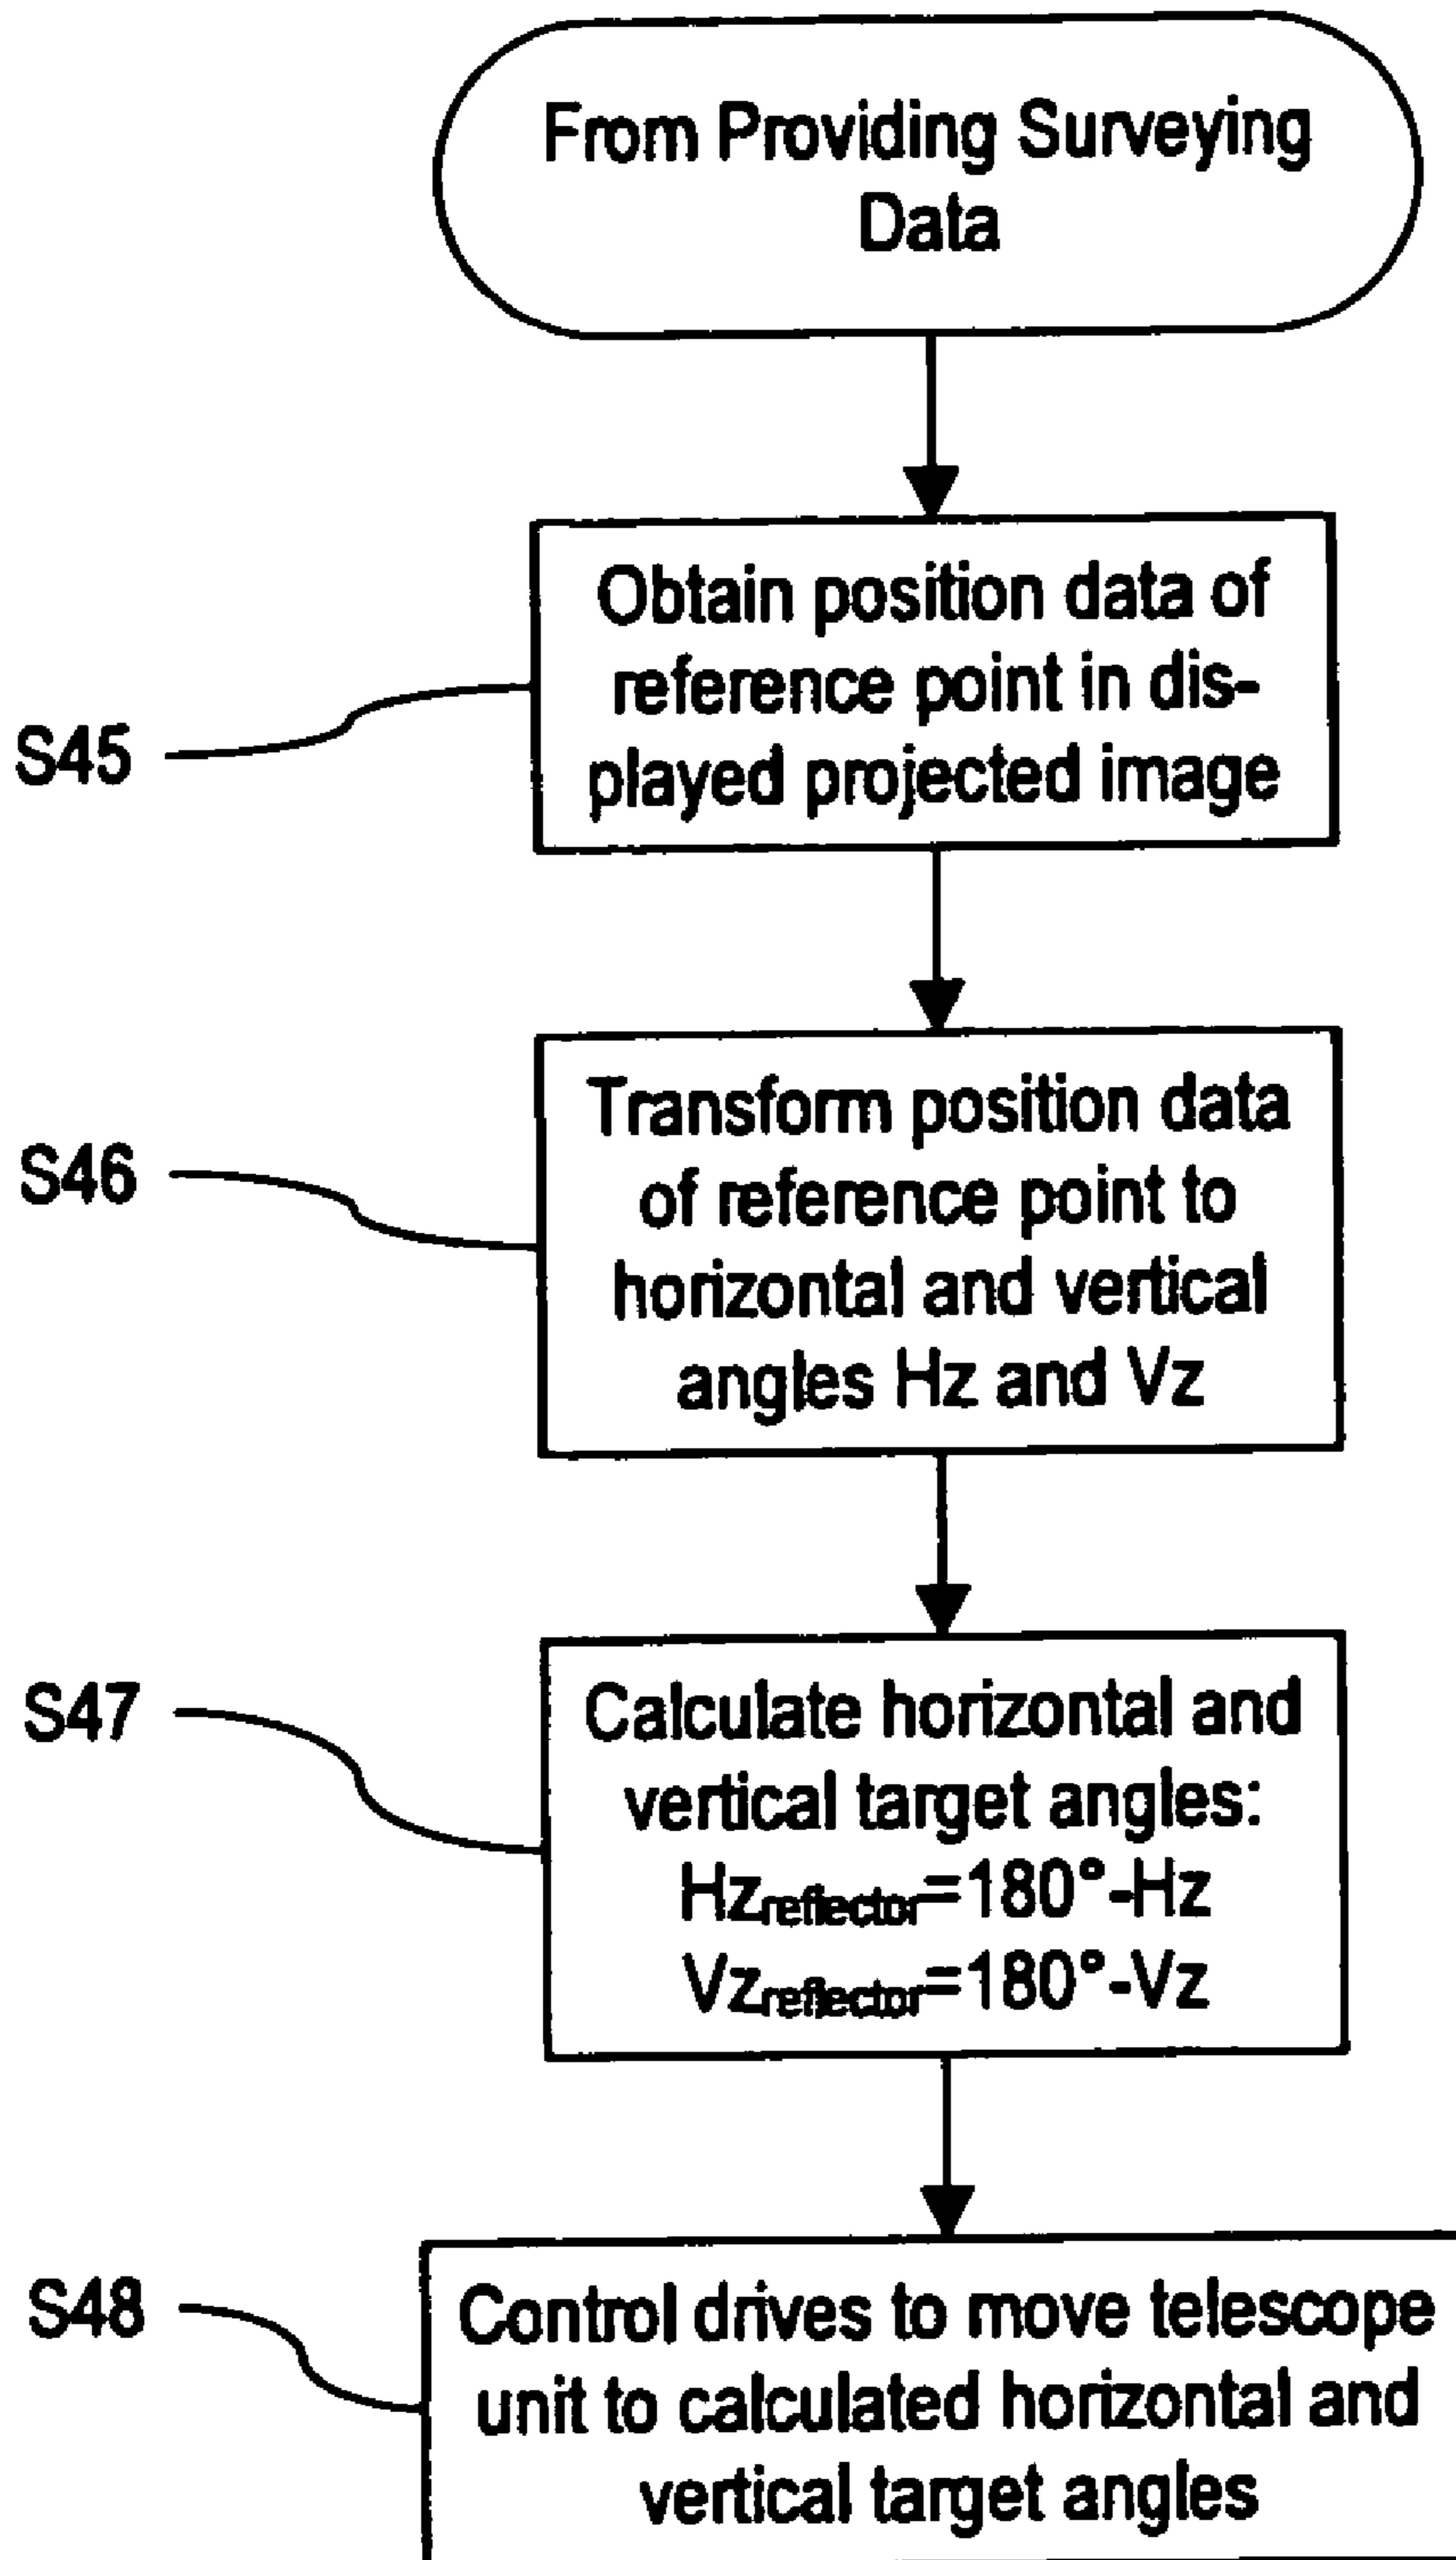 From Providing Surveying
Data
Obtain position data of
reference point in dis-
played projected image
S45
Transform position data
of reference point to
horizontal and vertical
angles Hz and Vz
S46
Calculate horizontal and
vertical target angles:
Hzreflector=180°-Hz
Vzreflector=180°-Vz
S47
Control drives to move telescope
unit to calculated horizontal and
vertical target angles
S48